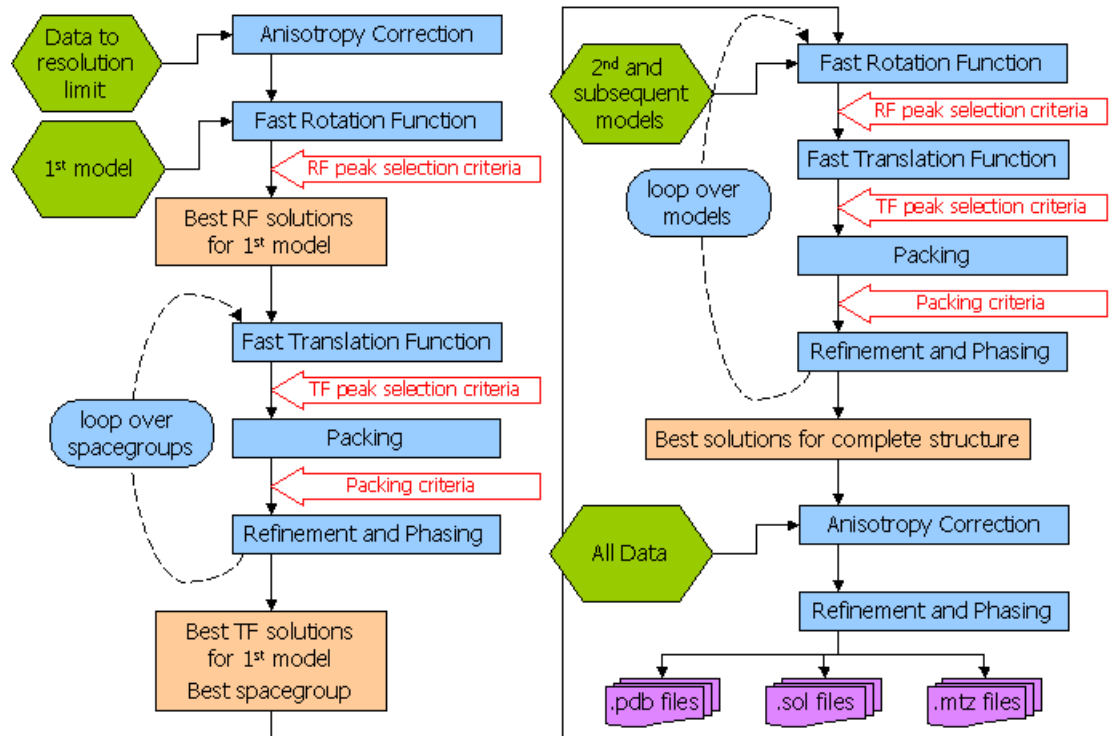 Data to
resolution
limit
Anisotropy Correction
Fast Rotation Function
1st model
RF peak selection criteria
Best RF solutions
for 1st model
Fast Translation Function
TF peak selection criteria
loop over
spacegroups
Packing
Packing criteria
Refinement and Phasing
Best TF solutions
for 1st model
Best spacegroup
2nd and
subsequent
models
Fast Rotation Function
RF peak selection criteria
Fast Translation Function
loop over
models
TF peak selection criteria
Packing
Packing criteria
Refinement and Phasing
Best solutions for complete structure
All Data
Anisotropy Correction
Refinement and Phasing
.pdb files
.sol files
.mtz files